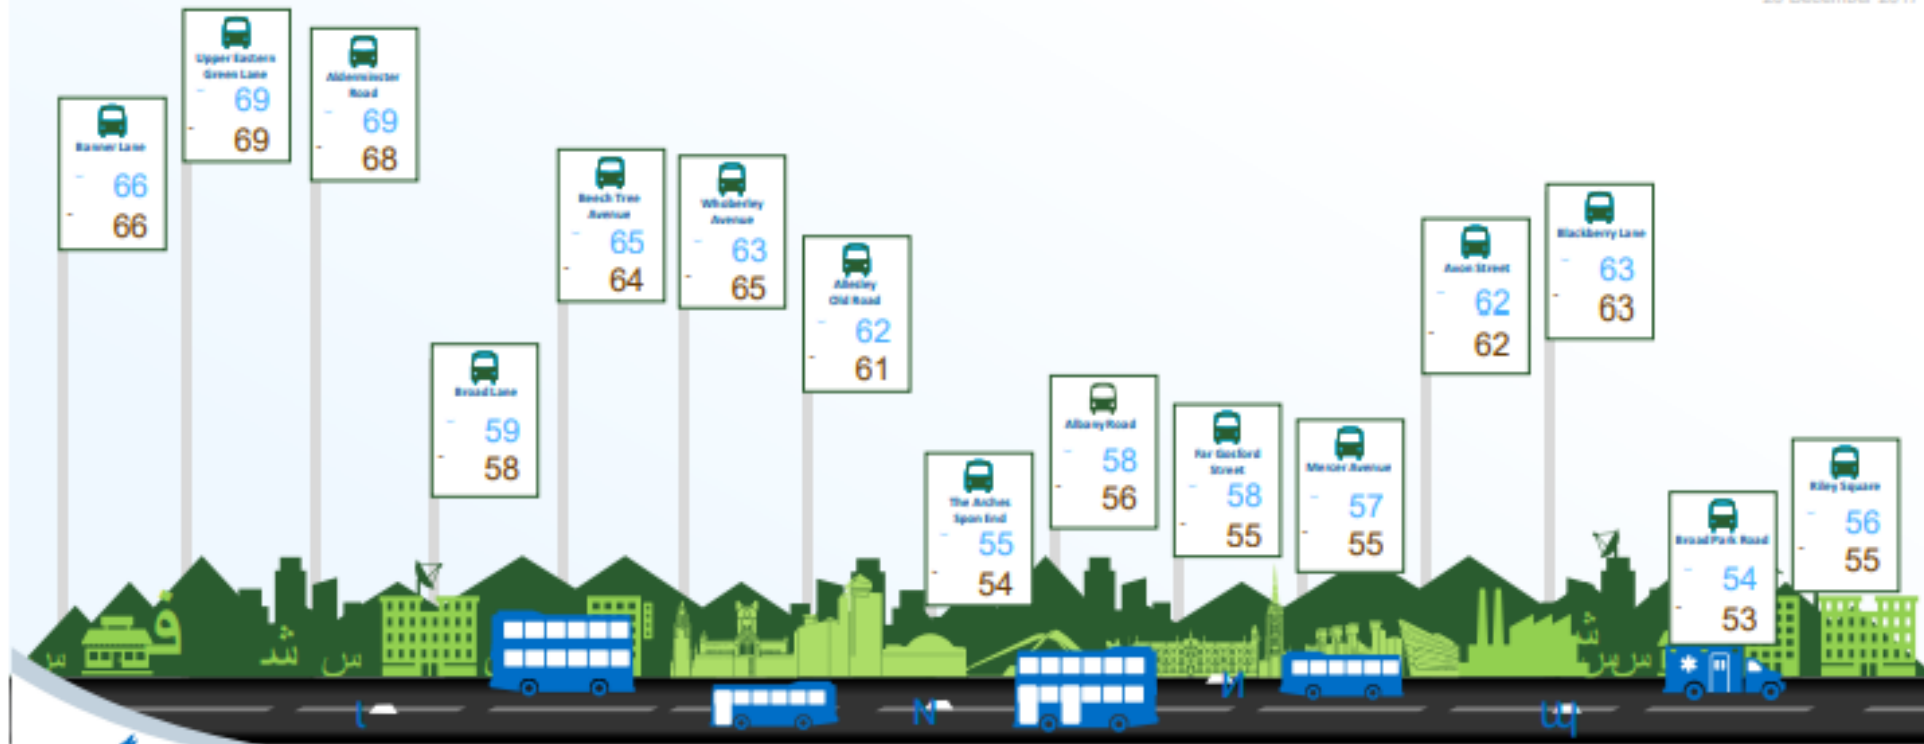 Banner Lane
66
66
Upper Eastern
Green Lane
69
69
Alderminster
Road
69
68
Broad Lane
59
58
Beech Tree
Avenue
65
64
Whoberley
Avenue
63
65
Allesley
Old Road
62
61
The Arches
Spon End
55
54
Albany Road
58
56
Far Gosford
Street
58
55
Mercer Avenue
57
55
Avon Street
62
62
Blackberry Lane
63
63
Broad Park Road
54
53
Riley Square
56
55